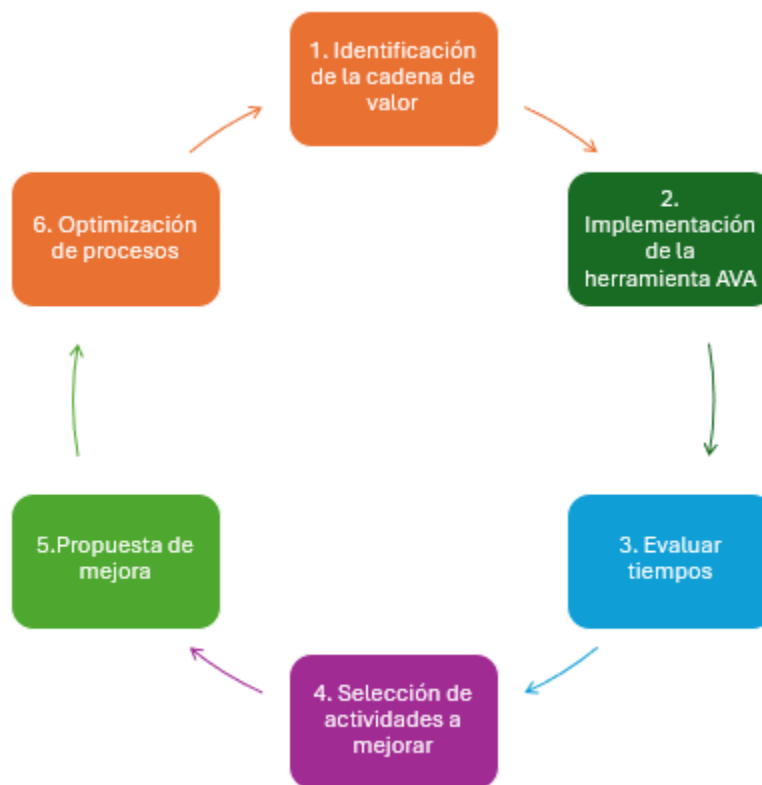 1. Identificación
de la cadena de
valor
2.
Implementación
de la
herramienta AVA
3. Evaluar
tiempos
4. Selección de
actividades a
mejorar
5.Propuesta de
mejora
6. Optimización
de procesos